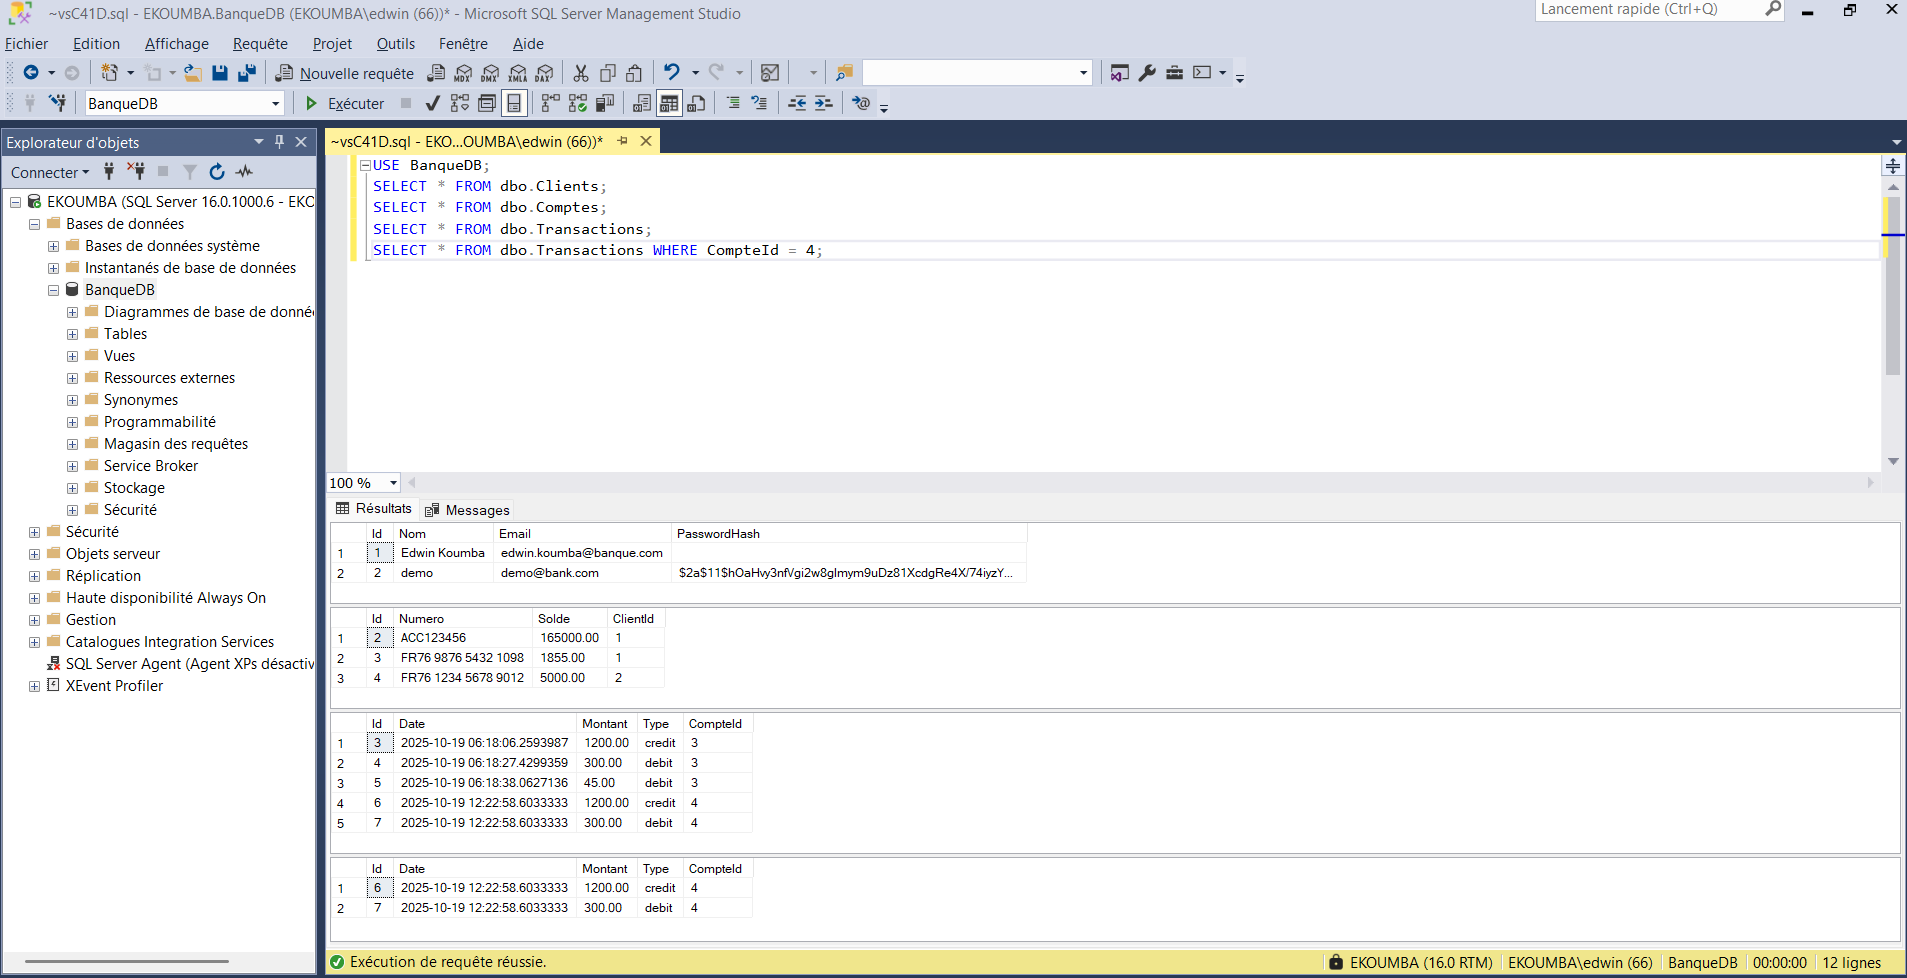 ~vsC41D.sql - EKOUMBA.BanqueDB (EKOUMBA\edwin (66))* - Microsoft SQL Server Management Studio
Lancement rapide (Ctrl+Q)
Fichier Edition Affichage Requête Projet Outils Fenêtre Aide
Nouvelle requête MDX DMX XMLA DAX
BanqueDB Exécuter
Explorateur d'objets
Connecter
EKOUMBA (SQL Server 16.0.1000.6 - EKO
Bases de données
Bases de données système
Instantanés de base de données
BanqueDB
Diagrammes de base de donné
Tables
Vues
Ressources externes
Synonymes
Programmabilité
Magasin des requêtes
Service Broker
Stockage
Sécurité
Sécurité
Objets serveur
Réplication
Haute disponibilité Always On
Gestion
Catalogues Integration Services
SQL Server Agent (Agent XPs désactiv
XEvent Profiler
~vsC41D.sql - EKO...OUMBA\edwin (66))*
USE BanqueDB;
SELECT * FROM dbo.Clients;
SELECT * FROM dbo.Comptes;
SELECT * FROM dbo.Transactions;
SELECT * FROM dbo.Transactions WHERE CompteId = 4;
100 %
Résultats Messages
Id Nom Email PasswordHash
1 1 Edwin Koumba edwin.koumba@banque.com
2 2 demo demo@bank.com $2a$11$hOaHvy3nfVgi2w8glmym9uDz81XcdgRe4X/74iyzY...
Id Numero Solde ClientId
1 2 ACC123456 165000.00 1
2 3 FR76 9876 5432 1098 1855.00 1
3 4 FR76 1234 5678 9012 5000.00 2
Id Date Montant Type CompteId
1 3 2025-10-19 06:18:06.2593987 1200.00 credit 3
2 4 2025-10-19 06:18:27.4299359 300.00 debit 3
3 5 2025-10-19 06:18:38.0627136 45.00 debit 3
4 6 2025-10-19 12:22:58.6033333 1200.00 credit 4
5 7 2025-10-19 12:22:58.6033333 300.00 debit 4
Id Date Montant Type CompteId
1 6 2025-10-19 12:22:58.6033333 1200.00 credit 4
2 7 2025-10-19 12:22:58.6033333 300.00 debit 4
Exécution de requête réussie.
EKOUMBA (16.0 RTM) EKOUMBA\edwin (66) BanqueDB 00:00:00 12 lignes